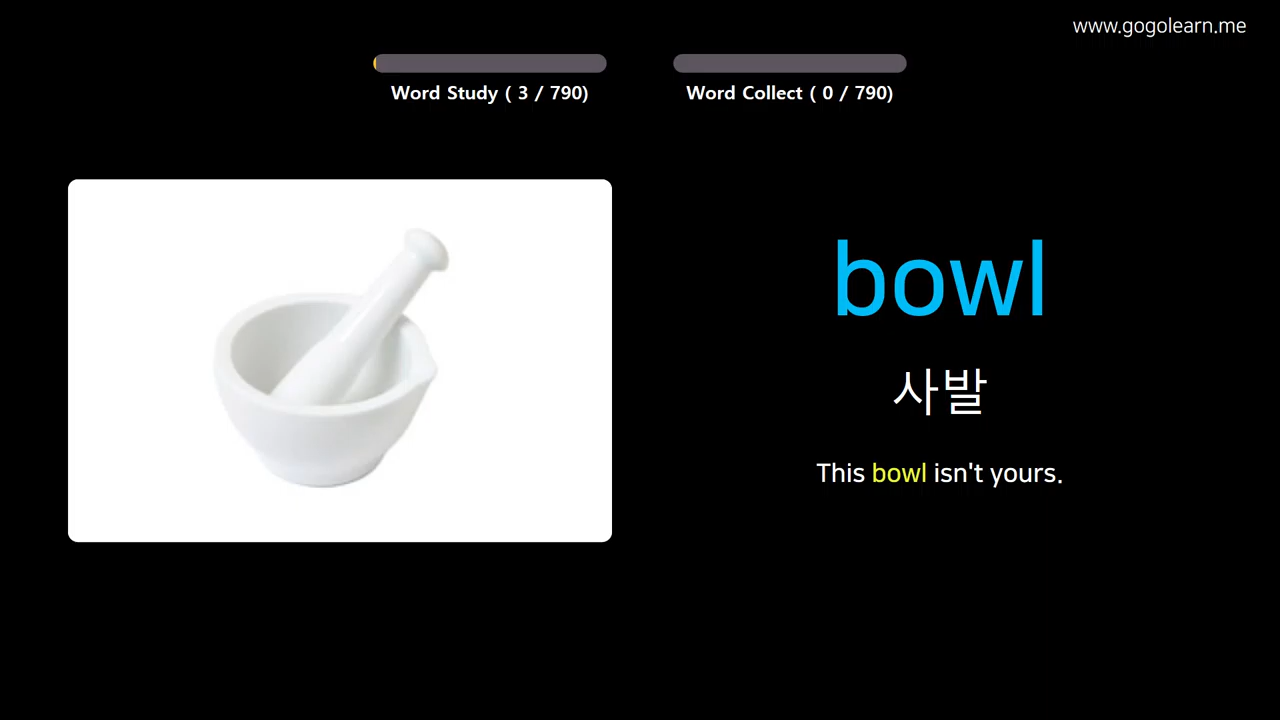 www.gogolearn.me
Word Study ( 3 / 790)
Word Collect ( 0 / 790)
bowl
사발
This bowl isn't yours.